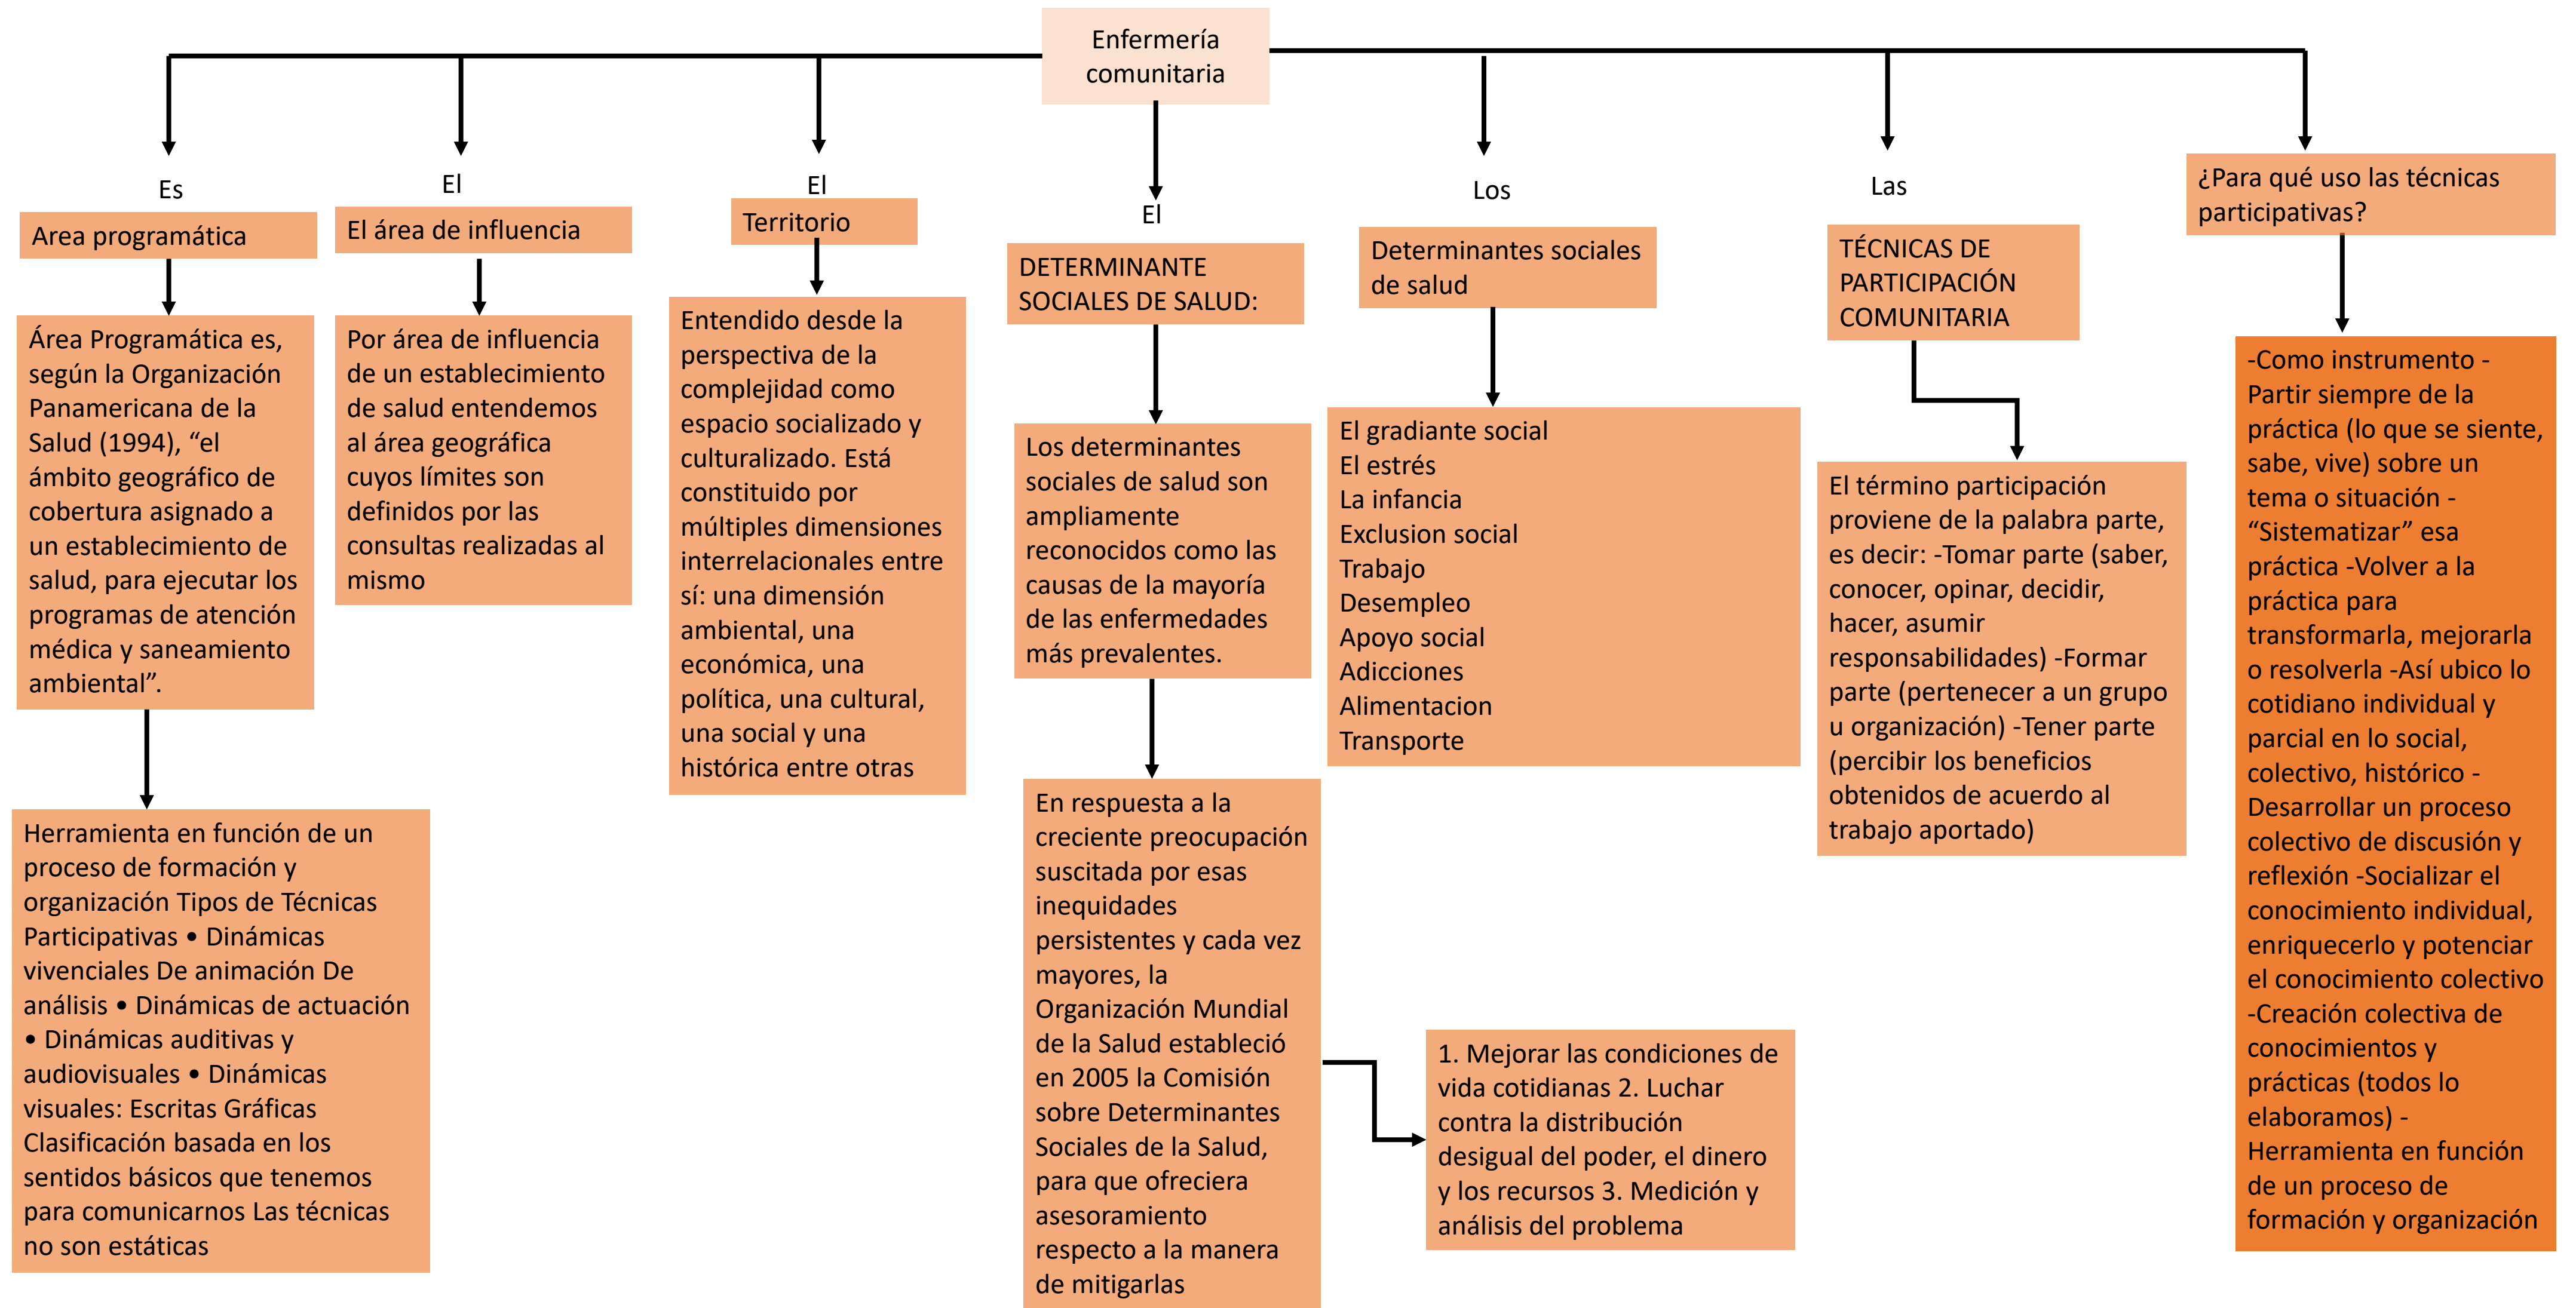 Enfermería
comunitaria
Es
Area programática
Área Programática es,
según la Organización
Panamericana de la
Salud (1994), “el
ámbito geográfico de
cobertura asignado a
un establecimiento de
salud, para ejecutar los
programas de atención
médica y saneamiento
ambiental”.
Herramienta en función de un
proceso de formación y
organización Tipos de Técnicas
Participativas • Dinámicas
vivenciales De animación De
análisis • Dinámicas de actuación
• Dinámicas auditivas y
audiovisuales • Dinámicas
visuales: Escritas Gráficas
Clasificación basada en los
sentidos básicos que tenemos
para comunicarnos Las técnicas
no son estáticas
El
El área de influencia
Por área de influencia
de un establecimiento
de salud entendemos
al área geográfica
cuyos límites son
definidos por las
consultas realizadas al
mismo
El
Territorio
Entendido desde la
perspectiva de la
complejidad como
espacio socializado y
culturalizado. Está
constituido por
múltiples dimensiones
interrelacionales entre
sí: una dimensión
ambiental, una
económica, una
política, una cultural,
una social y una
histórica entre otras
El
DETERMINANTE
SOCIALES DE SALUD:
Los determinantes
sociales de salud son
ampliamente
reconocidos como las
causas de la mayoría
de las enfermedades
más prevalentes.
En respuesta a la
creciente preocupación
suscitada por esas
inequidades
persistentes y cada vez
mayores, la
Organización Mundial
de la Salud estableció
en 2005 la Comisión
sobre Determinantes
Sociales de la Salud,
para que ofreciera
asesoramiento
respecto a la manera
de mitigarlas
1. Mejorar las condiciones de
vida cotidianas 2. Luchar
contra la distribución
desigual del poder, el dinero
y los recursos 3. Medición y
análisis del problema
Los
Determinantes sociales
de salud
El gradiante social
El estrés
La infancia
Exclusion social
Trabajo
Desempleo
Apoyo social
Adicciones
Alimentacion
Transporte
Las
TÉCNICAS DE
PARTICIPACIÓN
COMUNITARIA
El término participación
proviene de la palabra parte,
es decir: -Tomar parte (saber,
conocer, opinar, decidir,
hacer, asumir
responsabilidades) -Formar
parte (pertenecer a un grupo
u organización) -Tener parte
(percibir los beneficios
obtenidos de acuerdo al
trabajo aportado)
¿Para qué uso las técnicas
participativas?
-Como instrumento -
Partir siempre de la
práctica (lo que se siente,
sabe, vive) sobre un
tema o situación -
“Sistematizar” esa
práctica -Volver a la
práctica para
transformarla, mejorarla
o resolverla -Así ubico lo
cotidiano individual y
parcial en lo social,
colectivo, histórico -
Desarrollar un proceso
colectivo de discusión y
reflexión -Socializar el
conocimiento individual,
enriquecerlo y potenciar
el conocimiento colectivo
-Creación colectiva de
conocimientos y
prácticas (todos lo
elaboramos) -
Herramienta en función
de un proceso de
formación y organización